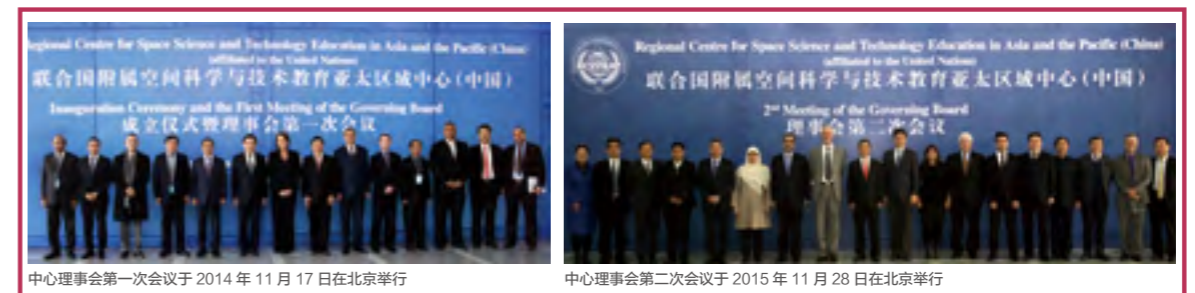 Regional Centre for Space Science and Technology Education in Asia and the Pacific (China)
(affiliated to the United Nations)
联合国附属空间科学与技术教育亚太区域中心(中国)
Inauguration Ceremony and the First Meeting of the Governing Board
成立仪式暨理事会第一次会议
中心理事会第一次会议于 2014 年 11 月 17 日在北京举行
Regional Centre for Space Science and Technology Education in Asia and the Pacific (China)
(affiliated to the United Nations)
联合国附属空间科学与技术教育亚太区域中心(中国)
2nd Meeting of the Governing Board
理事会第二次会议
中心理事会第二次会议于 2015 年 11 月 28 日在北京举行